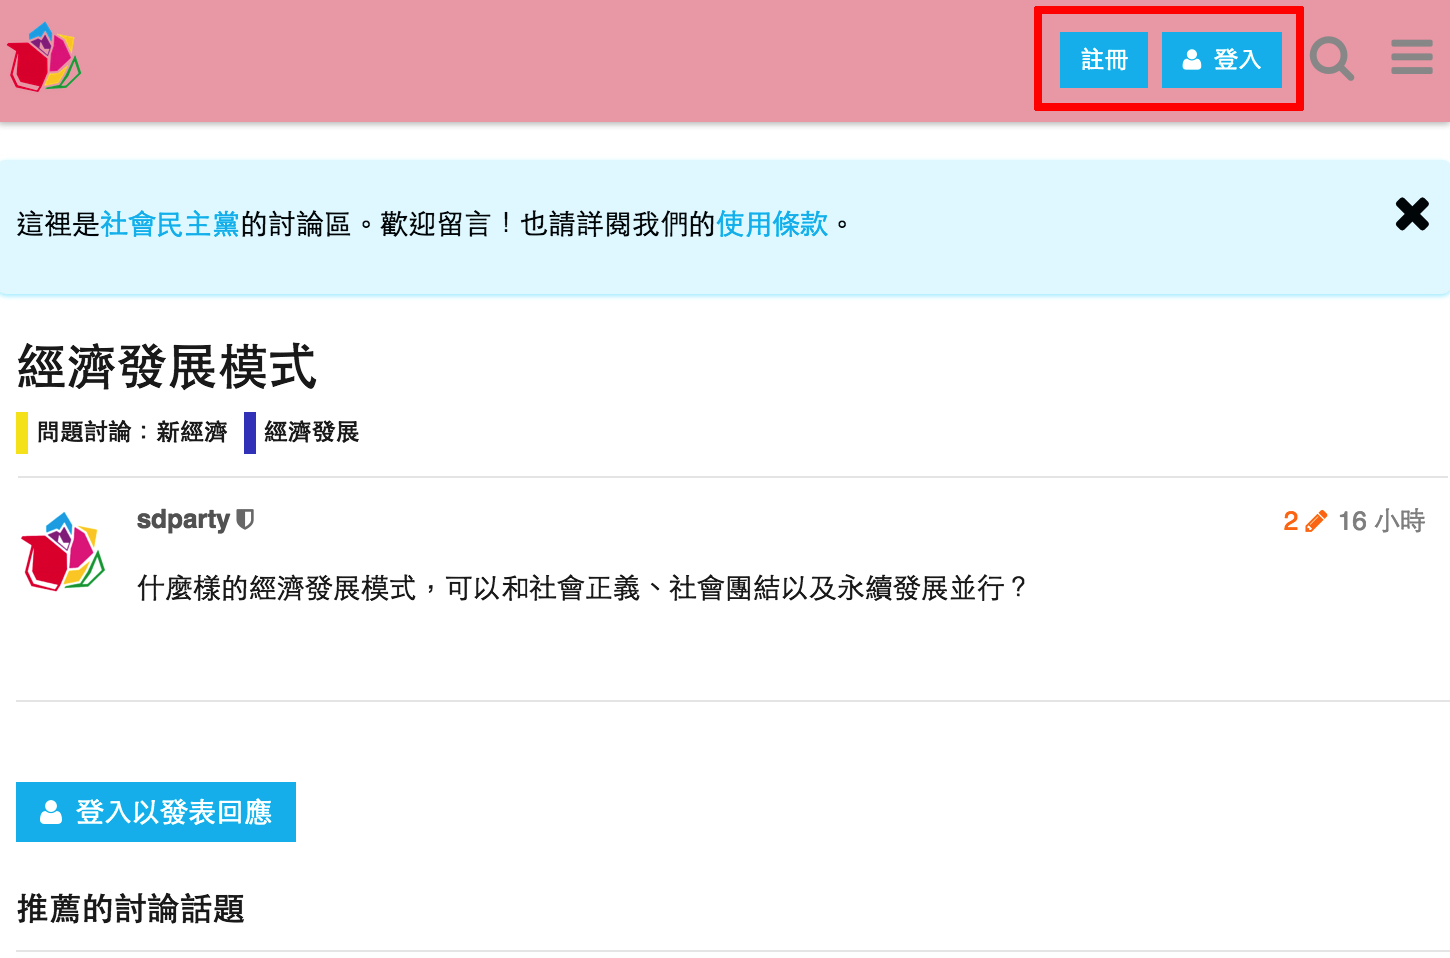 註冊 登入
這裡是社會民主黨的討論區。歡迎留言！也請詳閱我們的使用條款。
經濟發展模式
問題討論：新經濟 經濟發展
sdparty 2 16 小時
什麼樣的經濟發展模式，可以和社會正義、社會團結以及永續發展並行？
登入以發表回應
推薦的討論話題